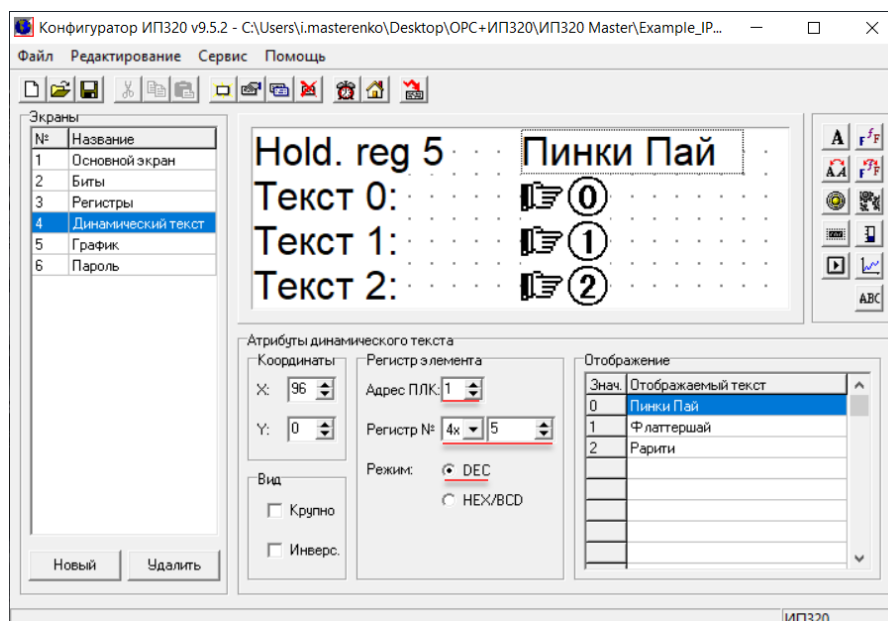 Конфигуратор ИП320 v9.5.2 - C:\Users\i.masterenko\Desktop\OPC+ИП320\ИП320 Master\Example_IP...
Файл Редактирование Сервис Помощь
Экраны
№ Название
1 Основной экран
2 Биты
3 Регистры
4 Динамический текст
5 График
6 Пароль
Новый Удалить
Hold. reg 5 Пинки Пай
Текст 0: 0
Текст 1: 1
Текст 2: 2
A F f F
A A F F
ABC
Атрибуты динамического текста
Координаты
X: 96
Y: 0
Вид
Крупно
Инверс.
Регистр элемента
Адрес ПЛК: 1
Регистр № 4x 5
Режим: DEC
HEX/BCD
Отображение
Знач. Отображаемый текст
0 Пинки Пай
1 Флаттершай
2 Рарити
ИП320